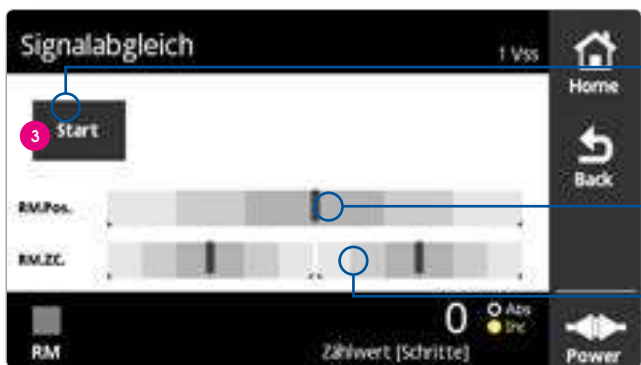 Signalabgleich
1 Vss
Home
3
Start
Back
RM.Pos.
RM.ZC.
0
Abs
Inc
RM
Zählwert [Schritte]
Power